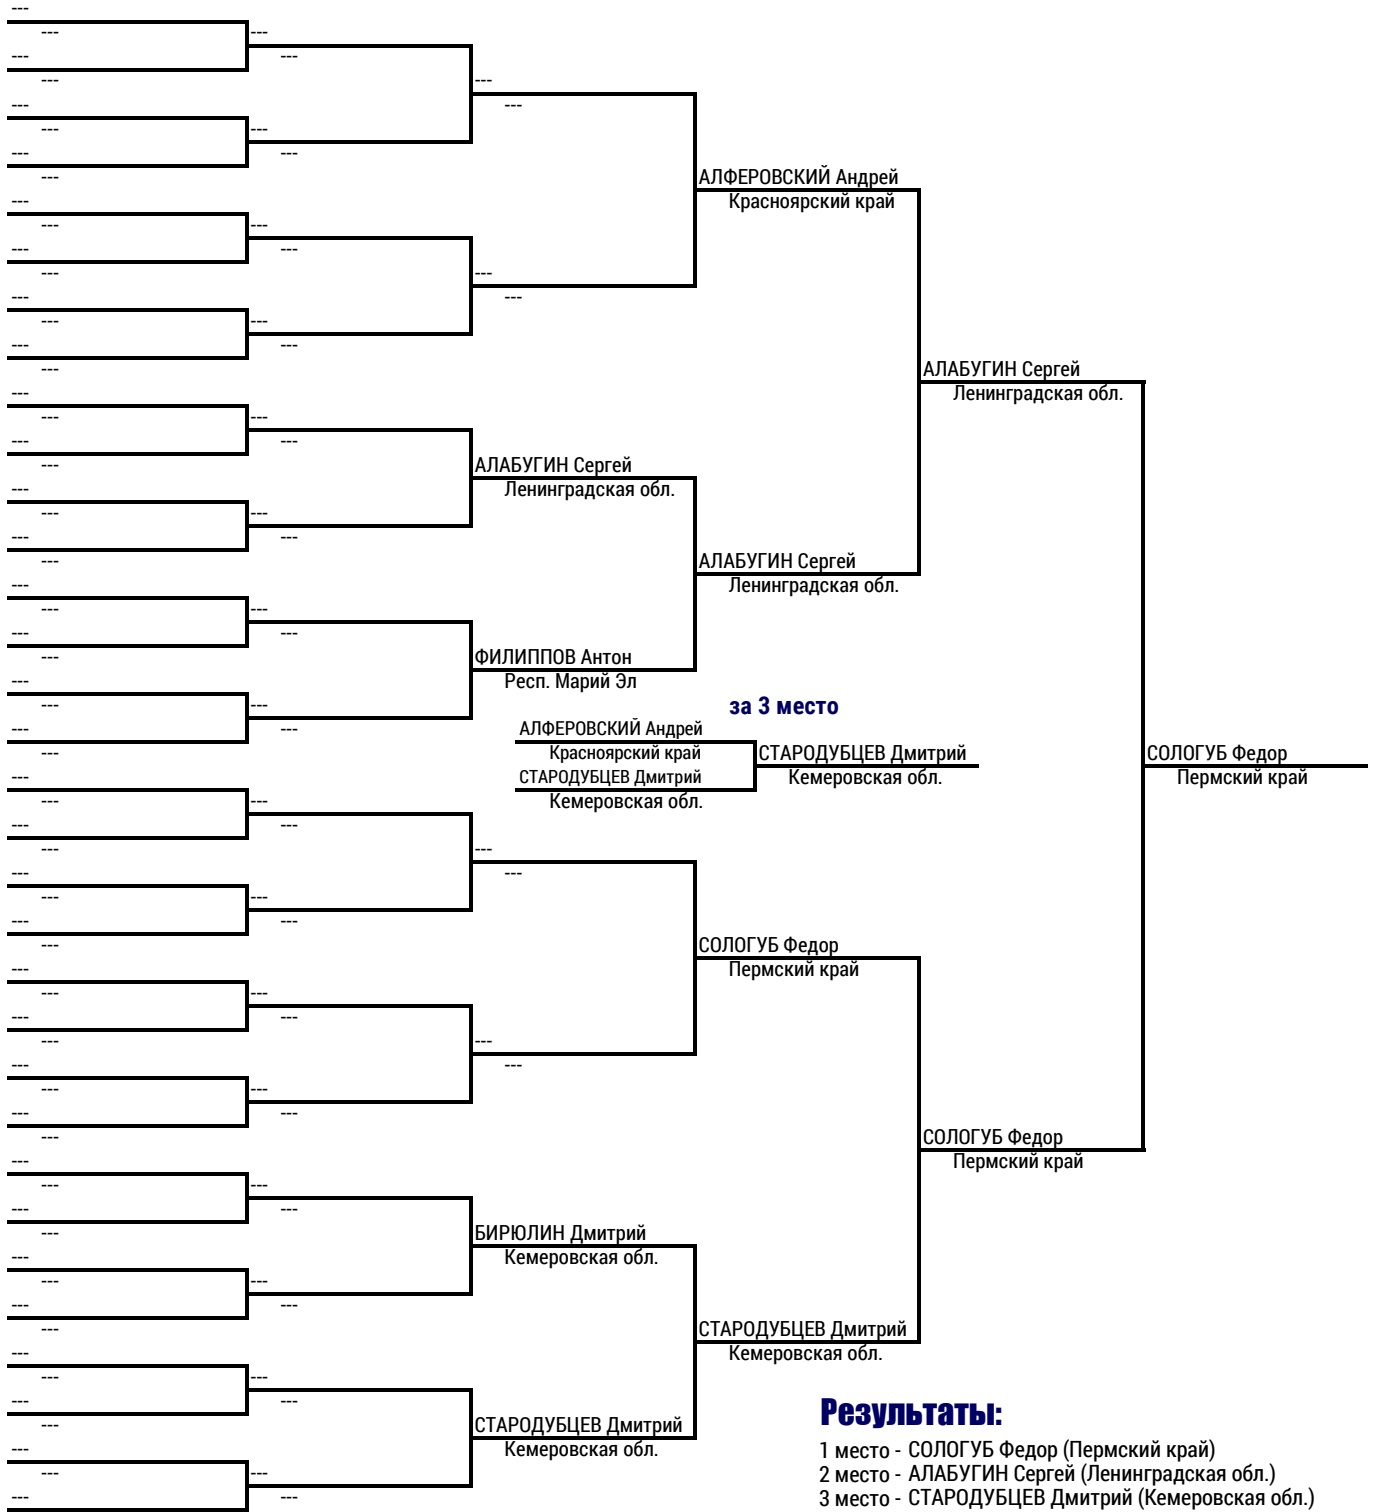 ---
--- ---
--- ---
--- ---
--- ---
--- ---
--- ---
--- АЛФЕРОВСКИЙ Андрей
--- Красноярский край
--- ---
--- ---
--- ---
--- ---
--- ---
--- ---
--- АЛАБУГИН Сергей
--- Ленинградская обл.
--- ---
--- ---
--- АЛАБУГИН Сергей
--- Ленинградская обл.
--- ---
--- ---
--- АЛАБУГИН Сергей
--- Ленинградская обл.
--- ---
--- ---
--- ФИЛИППОВ Антон
--- Респ. Марий Эл
--- --- за 3 место
--- --- АЛФЕРОВСКИЙ Андрей
--- Красноярский край СТАРОДУБЦЕВ Дмитрий СОЛОГУБ Федор
--- СТАРОДУБЦЕВ Дмитрий Кемеровская обл. Пермский край
--- --- Кемеровская обл.
--- ---
--- ---
--- ---
--- ---
--- ---
--- СОЛОГУБ Федор
--- Пермский край
--- ---
--- ---
--- ---
--- ---
--- ---
--- ---
--- СОЛОГУБ Федор
--- Пермский край
--- ---
--- ---
--- БИРЮЛИН Дмитрий
--- Кемеровская обл.
--- ---
--- ---
--- СТАРОДУБЦЕВ Дмитрий
--- Кемеровская обл.
--- ---
--- --- Результаты:
--- СТАРОДУБЦЕВ Дмитрий
--- Кемеровская обл. 1 место - СОЛОГУБ Федор (Пермский край)
--- --- 2 место - АЛАБУГИН Сергей (Ленинградская обл.)
--- --- 3 место - СТАРОДУБЦЕВ Дмитрий (Кемеровская обл.)